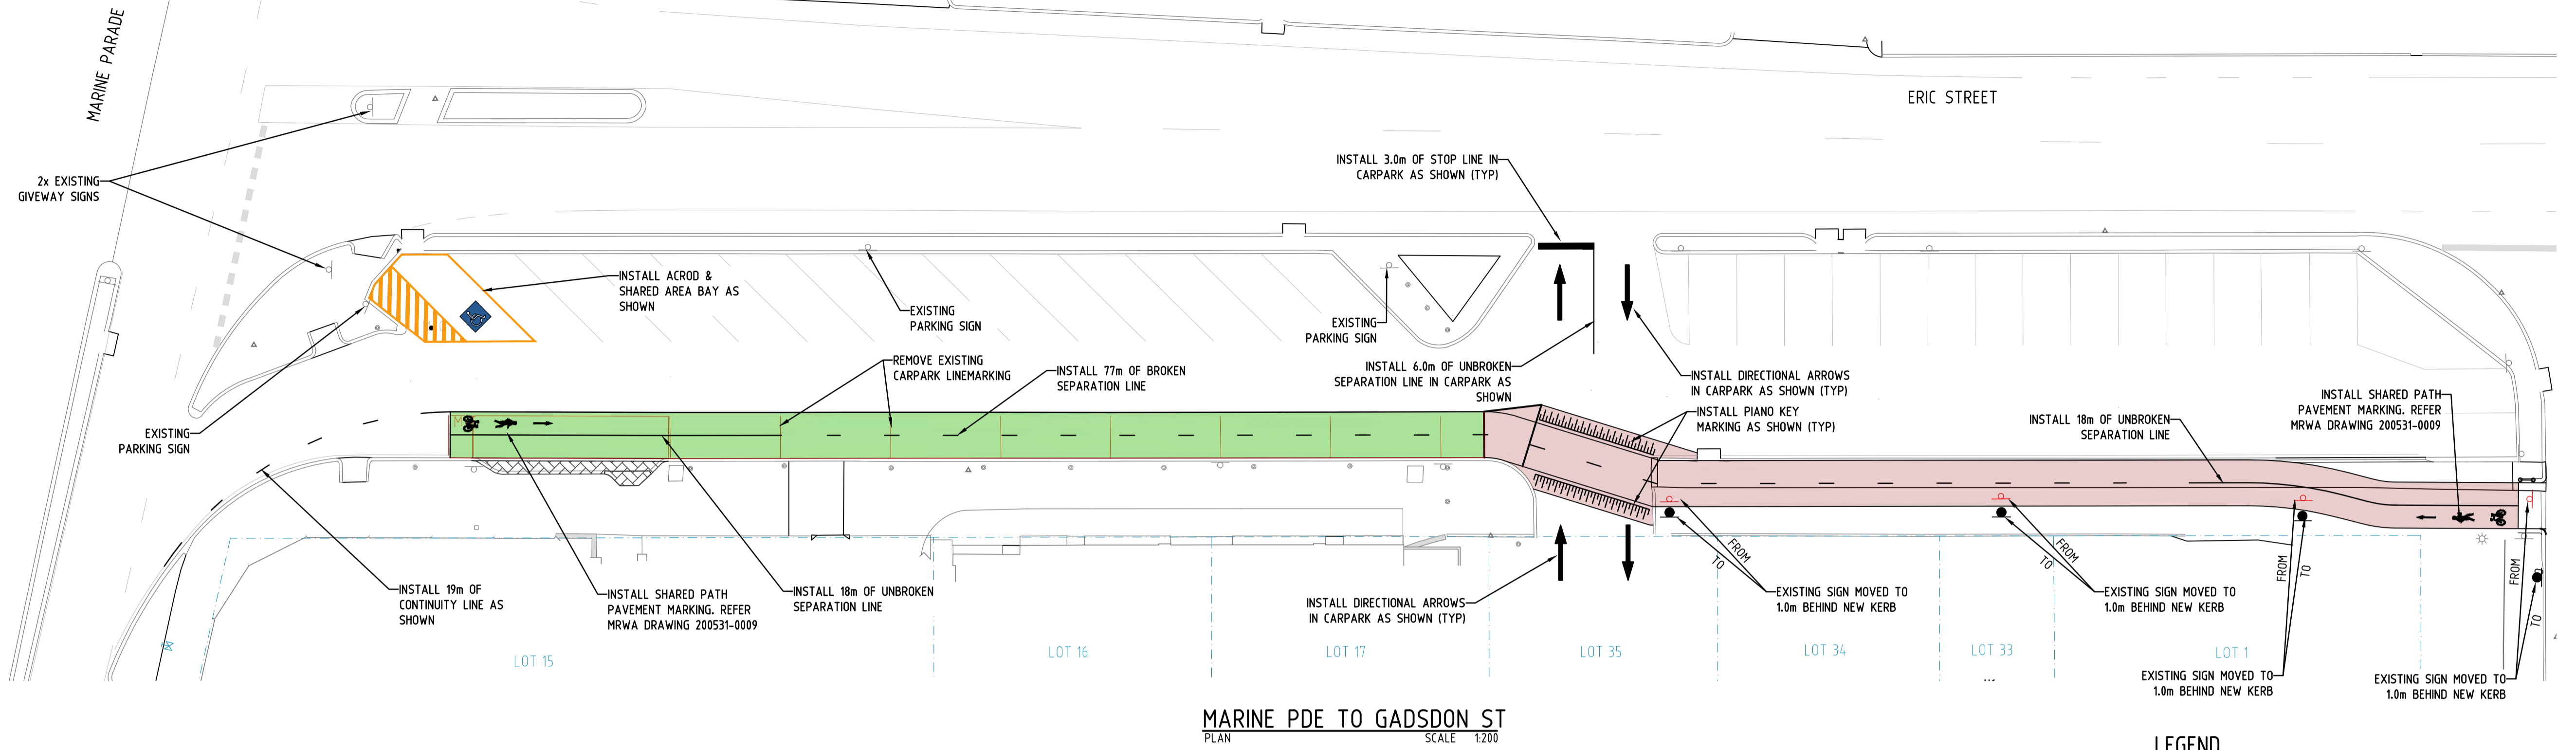 MARINE PARADE
ERIC STREET
2x EXISTING
GIVEWAY SIGNS
INSTALL 3.0m OF STOP LINE IN
CARPARK AS SHOWN (TYP)
INSTALL ACROD &
SHARED AREA BAY AS
SHOWN
EXISTING
PARKING SIGN
EXISTING
PARKING SIGN
REMOVE EXISTING
CARPARK LINEMARKING
INSTALL 77m OF BROKEN
SEPARATION LINE
INSTALL 6.0m OF UNBROKEN
SEPARATION LINE IN CARPARK AS
SHOWN
INSTALL DIRECTIONAL ARROWS
IN CARPARK AS SHOWN (TYP)
INSTALL PIANO KEY
MARKING AS SHOWN (TYP)
INSTALL 18m OF UNBROKEN
SEPARATION LINE
INSTALL SHARED PATH
PAVEMENT MARKING. REFER
MRWA DRAWING 200531-0009
EXISTING
PARKING SIGN
M
INSTALL 19m OF
CONTINUITY LINE AS
SHOWN
INSTALL SHARED PATH
PAVEMENT MARKING. REFER
MRWA DRAWING 200531-0009
INSTALL 18m OF UNBROKEN
SEPARATION LINE
INSTALL DIRECTIONAL ARROWS
IN CARPARK AS SHOWN (TYP)
FROM
TO
EXISTING SIGN MOVED TO
1.0m BEHIND NEW KERB
FROM
TO
EXISTING SIGN MOVED TO
1.0m BEHIND NEW KERB
FROM
TO
EXISTING SIGN MOVED TO
1.0m BEHIND NEW KERB
FROM
TO
EXISTING SIGN MOVED TO
1.0m BEHIND NEW KERB
LOT 15
LOT 16
LOT 17
LOT 35
LOT 34
LOT 33
LOT 1
MARINE PDE TO GADSDON ST
PLAN SCALE 1:200
LEGEND